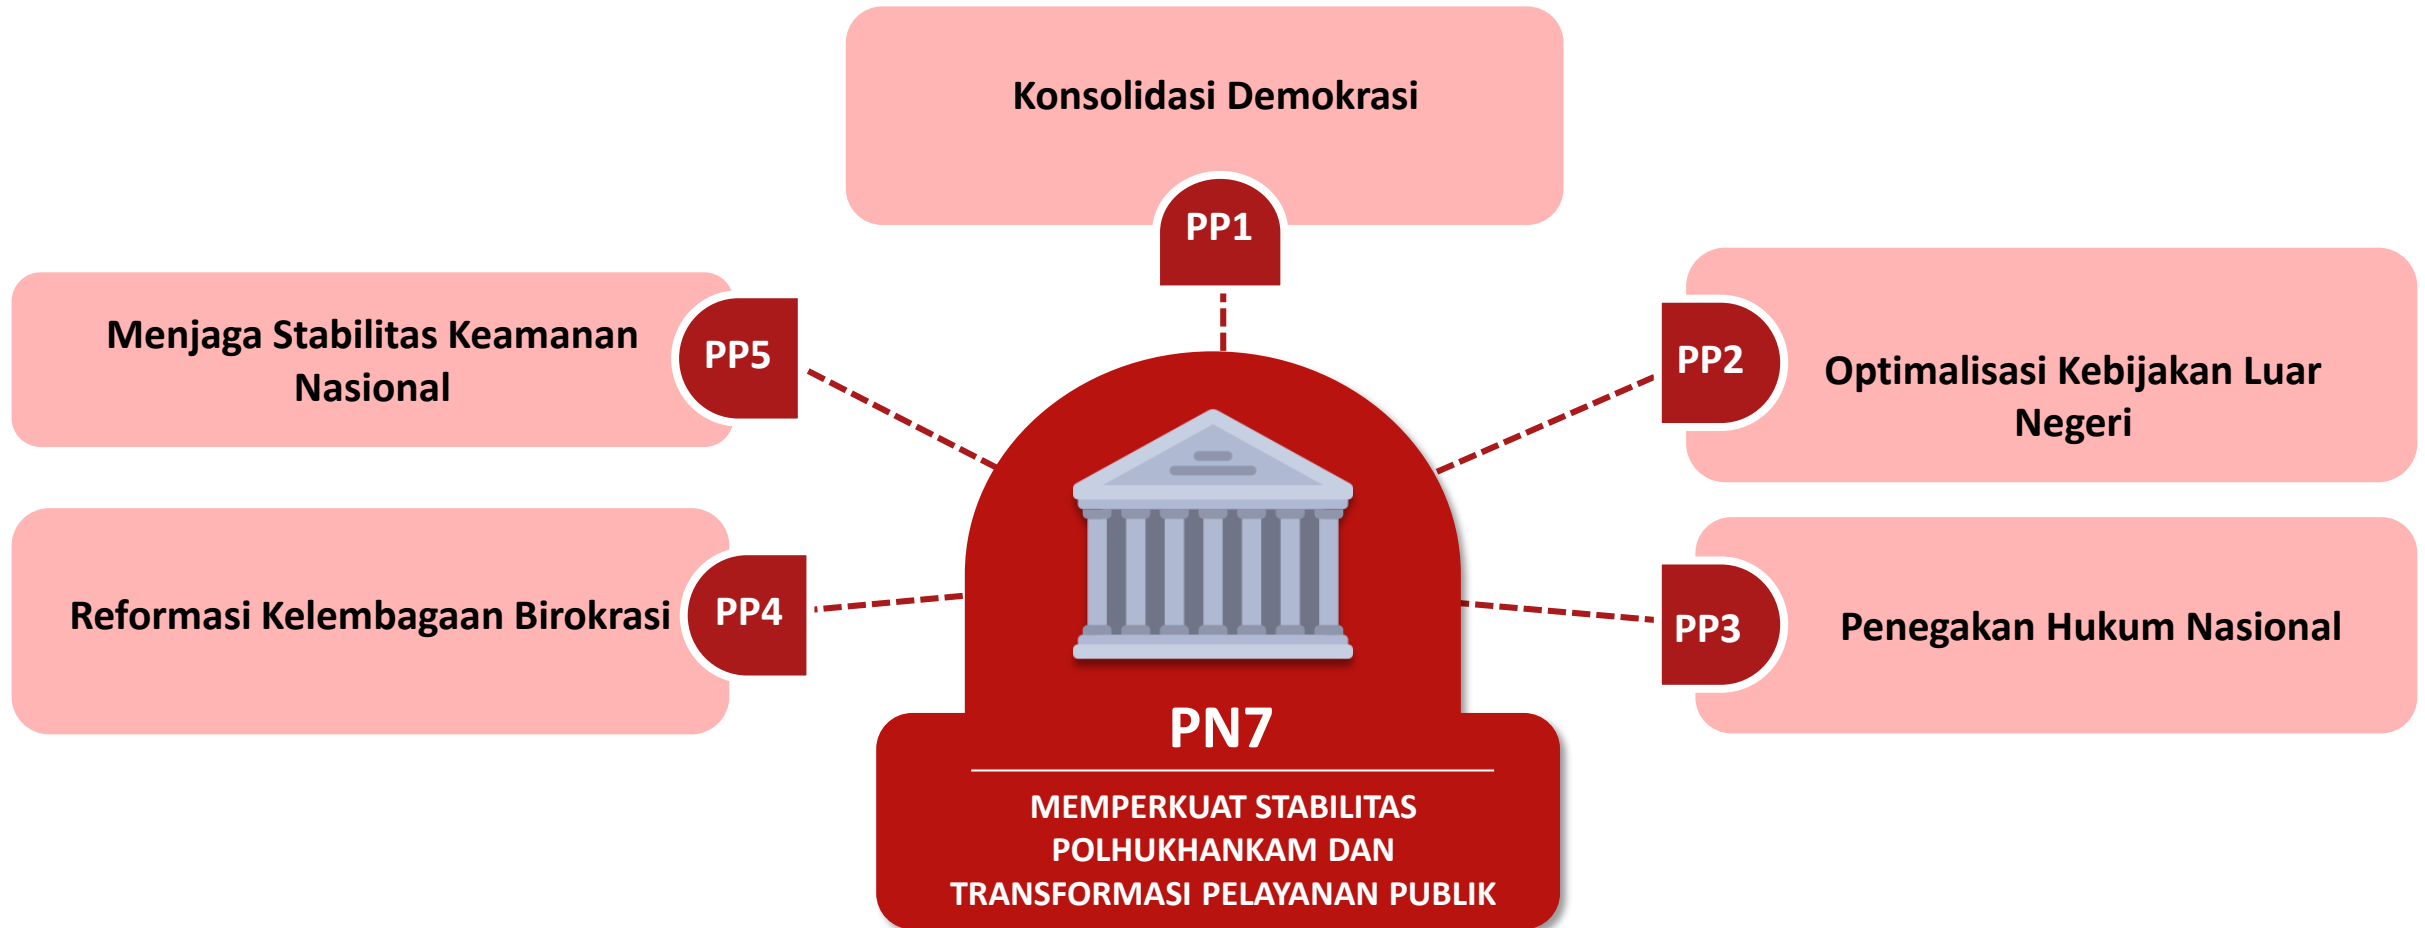 Konsolidasi Demokrasi
PP1
Menjaga Stabilitas Keamanan
Nasional
PP5
PP2
Optimalisasi Kebijakan Luar
Negeri
Reformasi Kelembagaan Birokrasi
PP4
PP3
Penegakan Hukum Nasional
PN7
MEMPERKUAT STABILITAS
POLHUKHANKAM DAN
TRANSFORMASI PELAYANAN PUBLIK